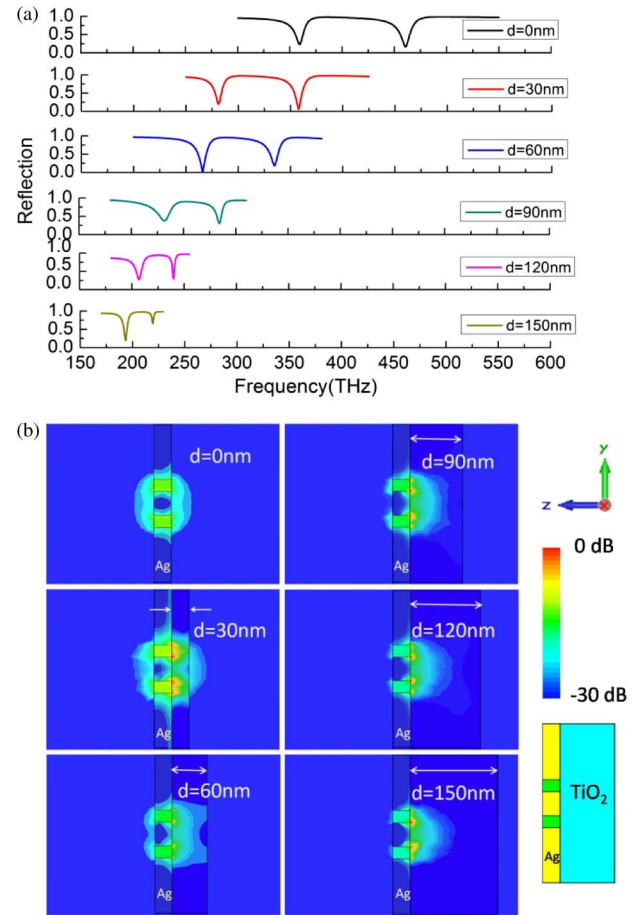 (a)
1.0
0.5
0.0
d=0nm
1.0
0.5
0.0
d=30nm
1.0
0.5
0.0
d=60nm
Reflection
1.0
0.5
0.0
d=90nm
1.0
0.5
0.0
d=120nm
1.0
0.5
0.0
d=150nm
150 200 250 300 350 400 450 500 550 600
Frequency(THz)
(b)
d=0nm
Ag
d=90nm
Ag
Y
Z
X
d=30nm
Ag
d=120nm
Ag
0 dB
-30 dB
d=60nm
Ag
d=150nm
Ag
TiO₂
Ag